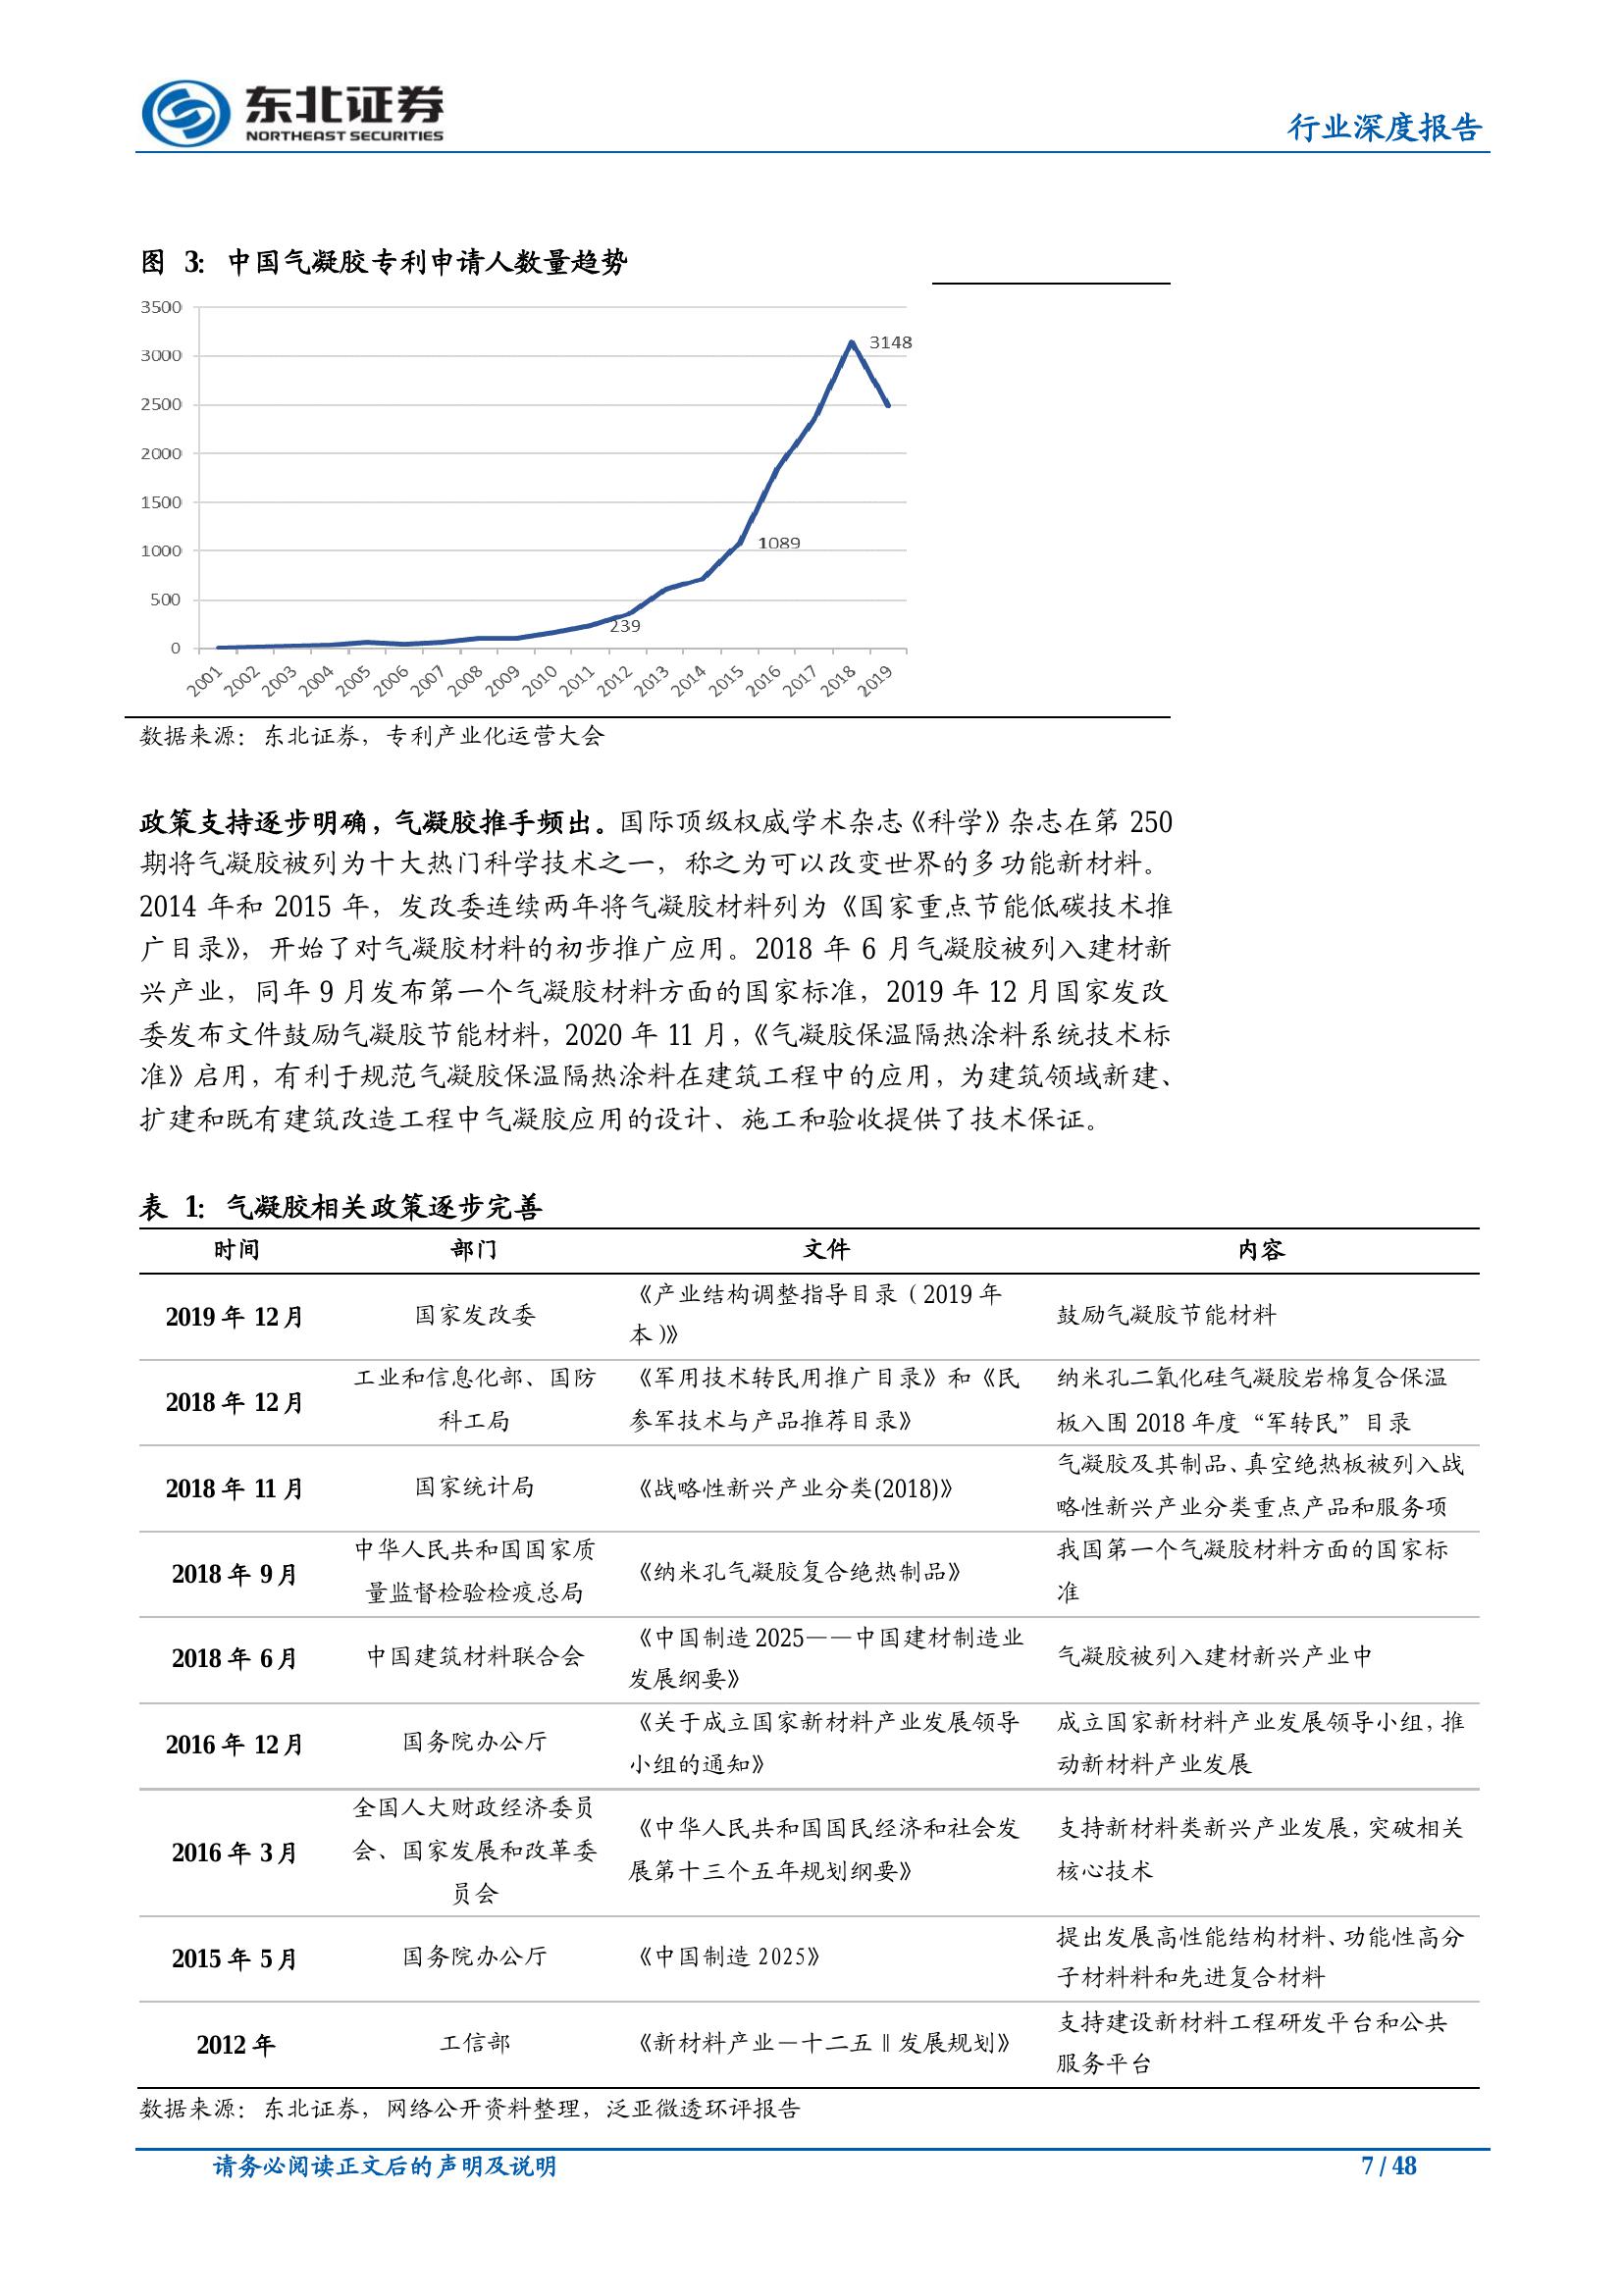 东北证券
NORTHEAST SECURITIES
行业深度报告
图 3: 中国气凝胶专利申请人数量趋势
3500
3000
2500
2000
1500
1000
500
0
3148
1089
239
2001 2002 2003 2004 2005 2006 2007 2008 2009 2010 2011 2012 2013 2014 2015 2016 2017 2018 2019
数据来源：东北证券，专利产业化运营大会
政策支持逐步明确，气凝胶推手频出。国际顶级权威学术杂志《科学》杂志在第 250
期将气凝胶被列为十大热门科学技术之一，称之为可以改变世界的多功能新材料。
2014 年和 2015 年，发改委连续两年将气凝胶材料列为《国家重点节能低碳技术推
广目录》，开始了对气凝胶材料的初步推广应用。2018 年 6 月气凝胶被列入建材新
兴产业，同年 9 月发布第一个气凝胶材料方面的国家标准，2019 年 12 月国家发改
委发布文件鼓励气凝胶节能材料，2020 年 11 月，《气凝胶保温隔热涂料系统技术标
准》启用，有利于规范气凝胶保温隔热涂料在建筑工程中的应用，为建筑领域新建、
扩建和既有建筑改造工程中气凝胶应用的设计、施工和验收提供了技术保证。
表 1: 气凝胶相关政策逐步完善
时间 部门 文件 内容
2019 年 12 月
国家发改委
《产业结构调整指导目录（2019 年
本）》
鼓励气凝胶节能材料
2018 年 12 月
工业和信息化部、国防
科工局
《军用技术转民用推广目录》和《民
参军技术与产品推荐目录》
纳米孔二氧化硅气凝胶岩棉复合保温
板入围 2018 年度“军转民”目录
2018 年 11 月
国家统计局
《战略性新兴产业分类(2018)》
气凝胶及其制品、真空绝热板被列入战
略性新兴产业分类重点产品和服务项
2018 年 9 月
中华人民共和国国家质
量监督检验检疫总局
《纳米孔气凝胶复合绝热制品》
我国第一个气凝胶材料方面的国家标
准
2018 年 6 月
中国建筑材料联合会
《中国制造 2025——中国建材制造业
发展纲要》
气凝胶被列入建材新兴产业中
2016 年 12 月
国务院办公厅
《关于成立国家新材料产业发展领导
小组的通知》
成立国家新材料产业发展领导小组，推
动新材料产业发展
2016 年 3 月
全国人大财政经济委员
会、国家发展和改革委
员会
《中华人民共和国国民经济和社会发
展第十三个五年规划纲要》
支持新材料类新兴产业发展，突破相关
核心技术
2015 年 5 月
国务院办公厅
《中国制造 2025》
提出发展高性能结构材料、功能性高分
子材料料和先进复合材料
2012 年
工信部
《新材料产业―十二五‖发展规划》
支持建设新材料工程研发平台和公共
服务平台
数据来源：东北证券，网络公开资料整理，泛亚微透环评报告
请务必阅读正文后的声明及说明
7 / 48